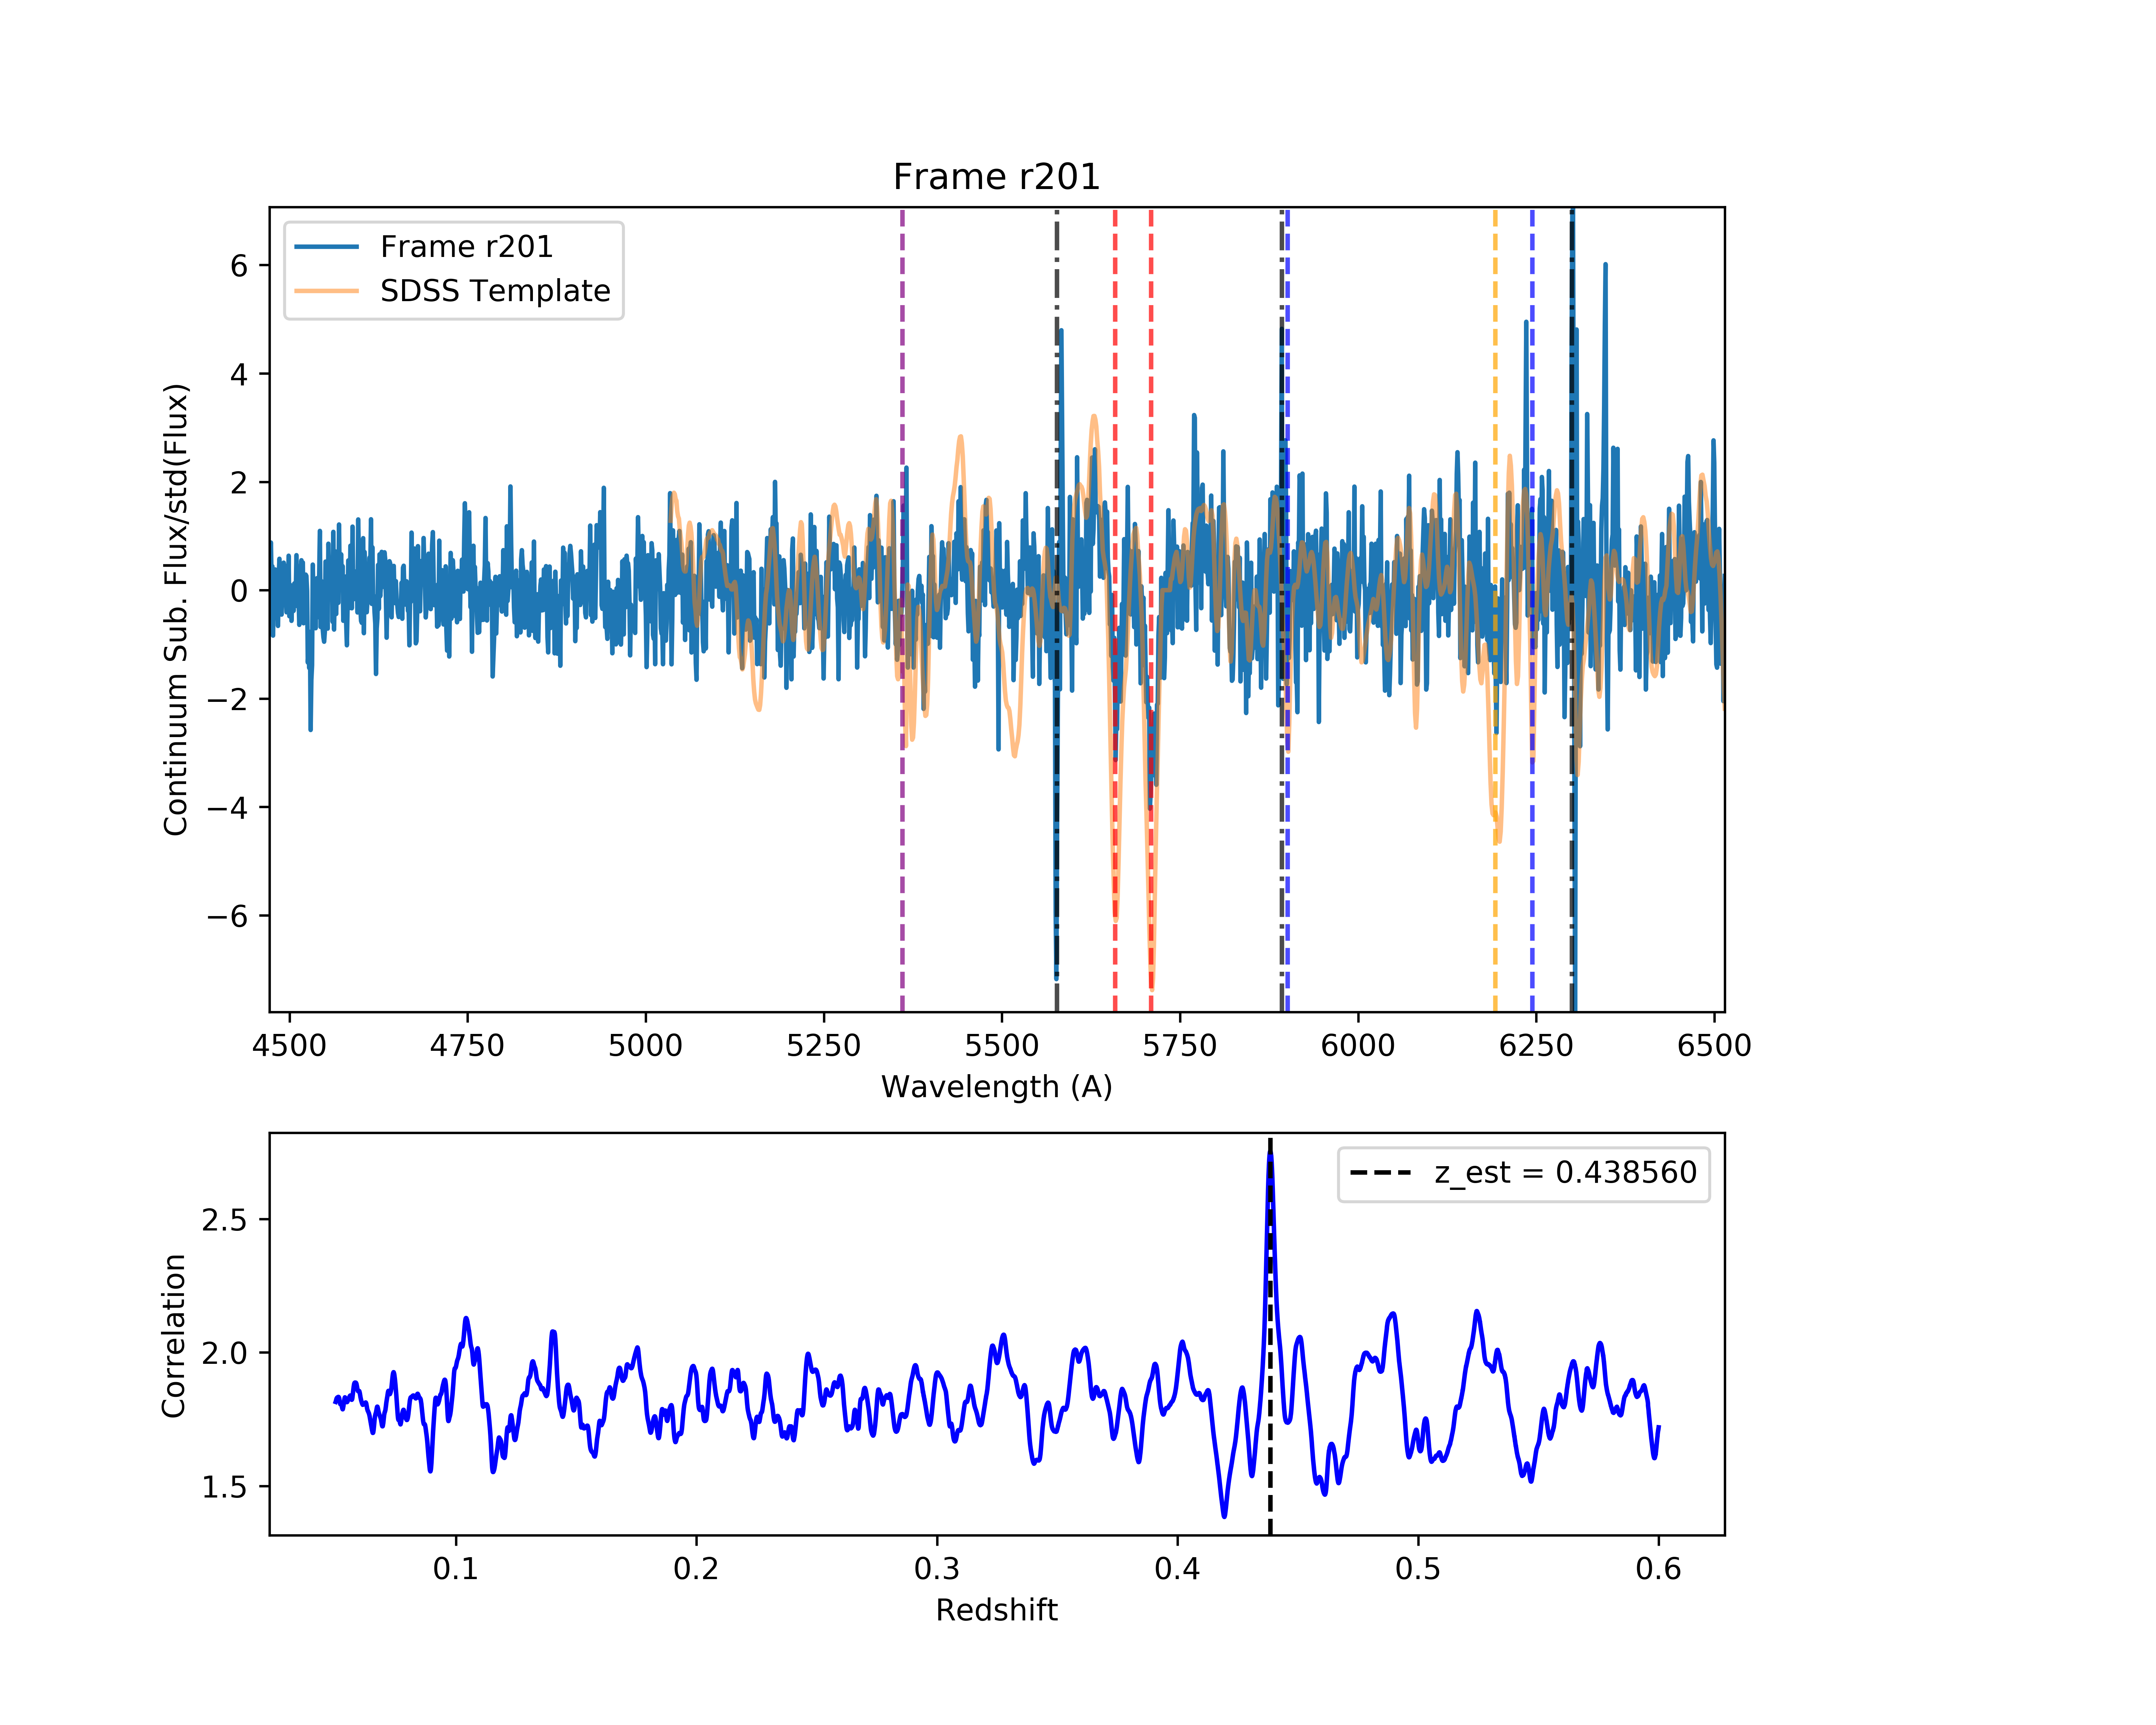 Frame r201
Frame r201
SDSS Template
6
4
2
0
−2
−4
−6
Continuum Sub. Flux/std(Flux)
4500 4750 5000 5250 5500 5750 6000 6250 6500
Wavelength (A)
z_est = 0.438560
2.5
2.0
1.5
Correlation
0.1 0.2 0.3 0.4 0.5 0.6
Redshift